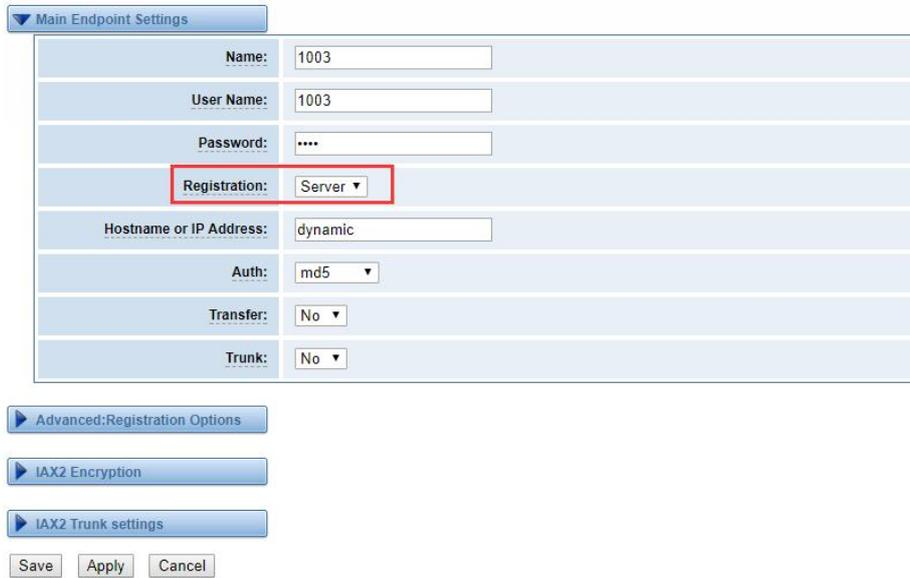 Main Endpoint Settings
Name: 1003
User Name: 1003
Password: ••••
Registration: Server
Hostname or IP Address: dynamic
Auth: md5
Transfer: No
Trunk: No
Advanced:Registration Options
IAX2 Encryption
IAX2 Trunk settings
Save Apply Cancel